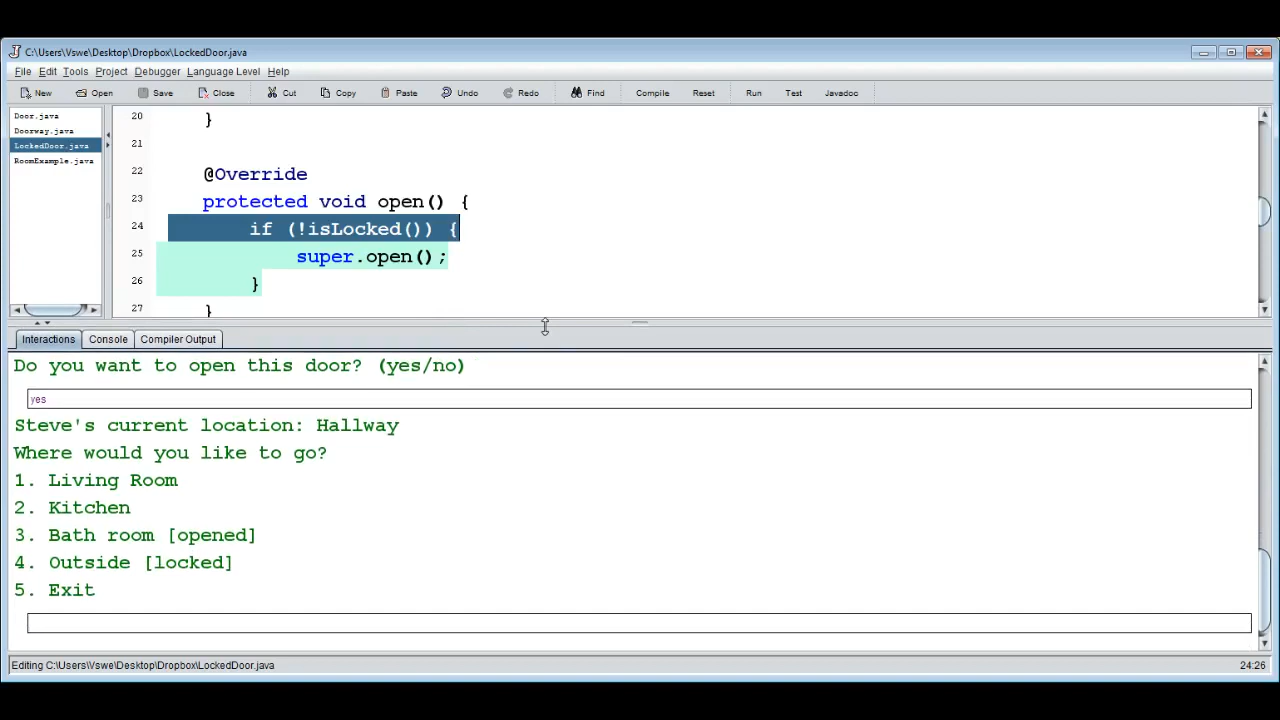 C:\Users\Vswe\Desktop\Dropbox\LockedDoor.java
File Edit Tools Project Debugger Language Level Help
New Open Save Close Cut Copy Paste Undo Redo Find Compile Reset Run Test Javadoc
Door.java
Doorway.java
LockedDoor.java
RoomExample.java
20 }
21
22 @Override
23 protected void open() {
24 if (!isLocked()) {
25 super.open();
26 }
27 }
Interactions Console Compiler Output
Do you want to open this door? (yes/no)
yes
Steve's current location: Hallway
Where would you like to go?
1. Living Room
2. Kitchen
3. Bath room [opened]
4. Outside [locked]
5. Exit
Editing C:\Users\Vswe\Desktop\Dropbox\LockedDoor.java 24:26